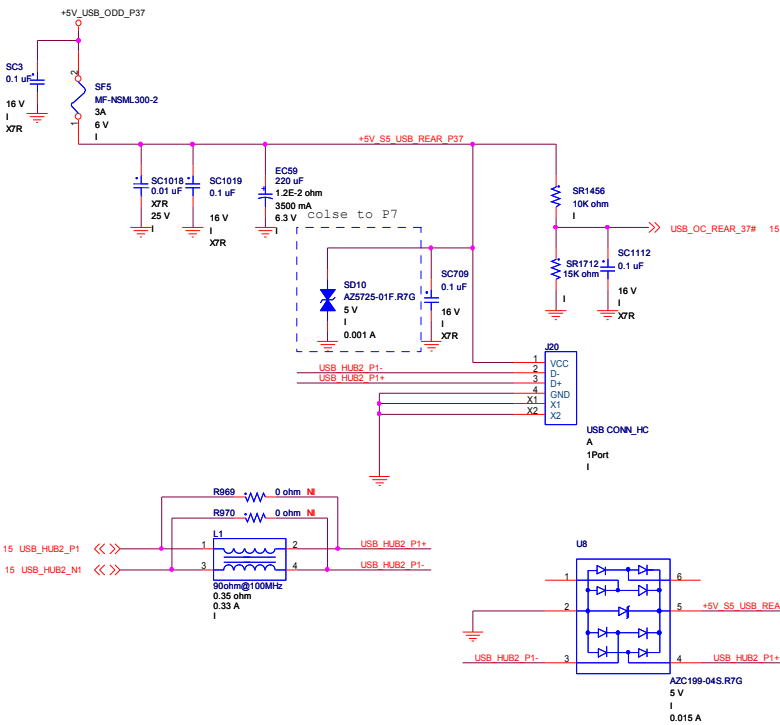 +5V_USB_ODD_P37
SC3
0.1 uF
16 V
I
X7R
2
1
SF5
MF-NSML300-2
3A
6 V
I
+5V_S5_USB_REAR_P37
SC1018
0.01 uF
X7R
25 V
I
SC1019
0.1 uF
16 V
I
X7R
EC59
220 uF
1.2E-2 ohm
3500 mA
6.3 V
I
colse to P7
SD10
AZ5725-01F.R7G
5 V
I
0.001 A
SC709
0.1 uF
16 V
I
X7R
SR1456
10K ohm
I
USB_OC_REAR_37# 15
SR1712
15K ohm
I
SC1112
0.1 uF
16 V
I
X7R
J20
1 VCC
USB_HUB2_P1- 2 D-
USB_HUB2_P1+ 3 D+
4 GND
X1 X1
X2 X2
USB CONN_HC
A
1Port
I
R969 0 ohm NI
R970 0 ohm NI
L1
15 USB_HUB2_P1 1 2 USB_HUB2_P1+
15 USB_HUB2_N1 3 4 USB_HUB2_P1-
90ohm@100MHz
0.35 ohm
0.33 A
I
U8
1 6
2 5 +5V_S5_USB_REA
USB_HUB2_P1- 3 4 USB_HUB2_P1+
AZC199-04S.R7G
5 V
I
0.015 A